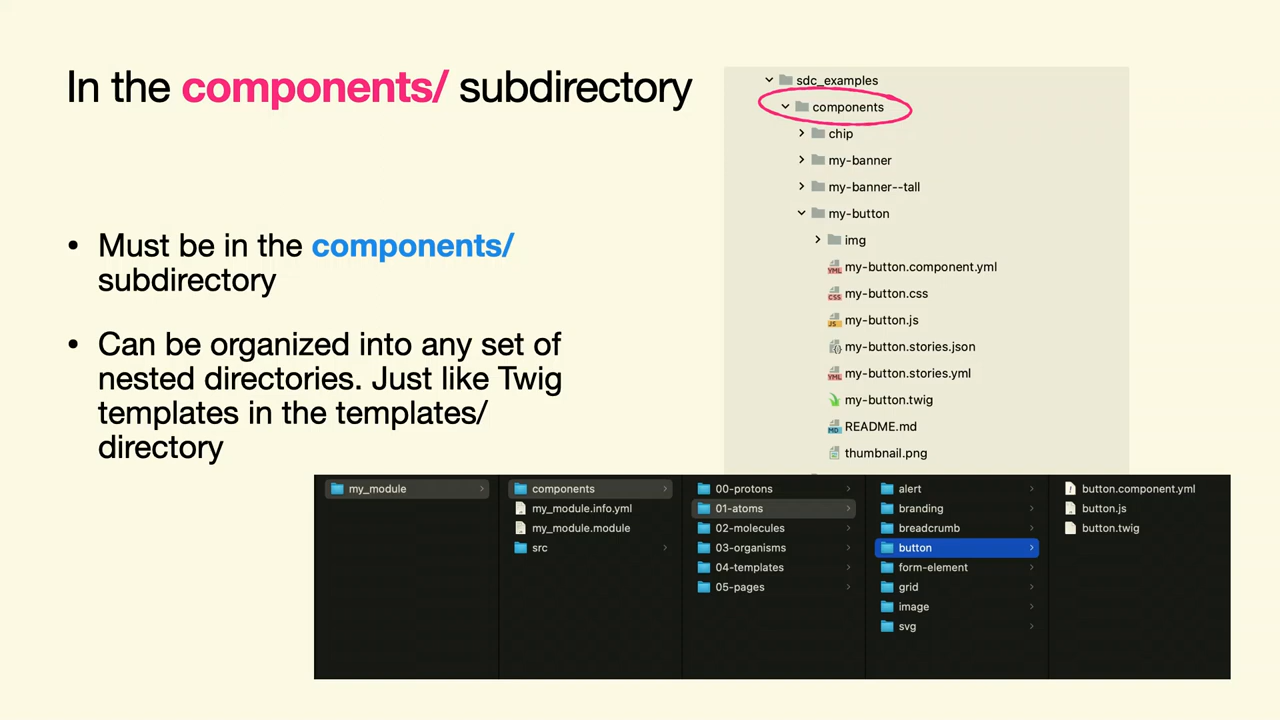 In the components/ subdirectory
• Must be in the components/
subdirectory
• Can be organized into any set of
nested directories. Just like Twig
templates in the templates/
directory
sdc_examples
components
chip
my-banner
my-banner--tall
my-button
img
my-button.component.yml
my-button.css
my-button.js
my-button.stories.json
my-button.stories.yml
my-button.twig
README.md
thumbnail.png
my_module
components
my_module.info.yml
my_module.module
src
00-protons
01-atoms
02-molecules
03-organisms
04-templates
05-pages
alert
branding
breadcrumb
button
form-element
grid
image
svg
button.component.yml
button.js
button.twig